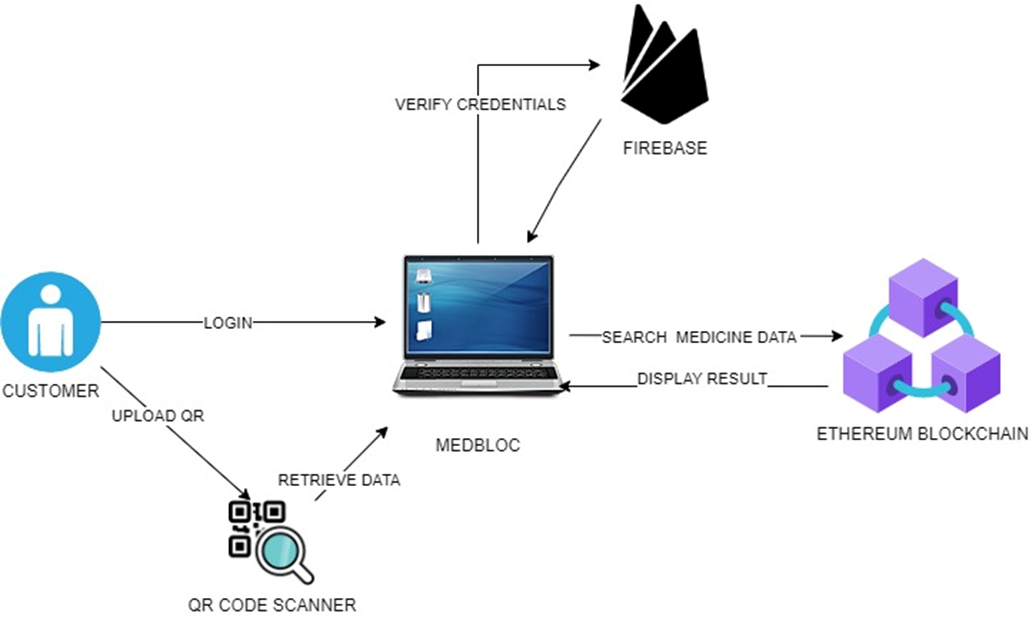 VERIFY CREDENTIALS
FIREBASE
LOGIN
CUSTOMER
SEARCH MEDICINE DATA
DISPLAY RESULT
ETHEREUM BLOCKCHAIN
UPLOAD QR
MEDBLOC
RETRIEVE DATA
QR CODE SCANNER